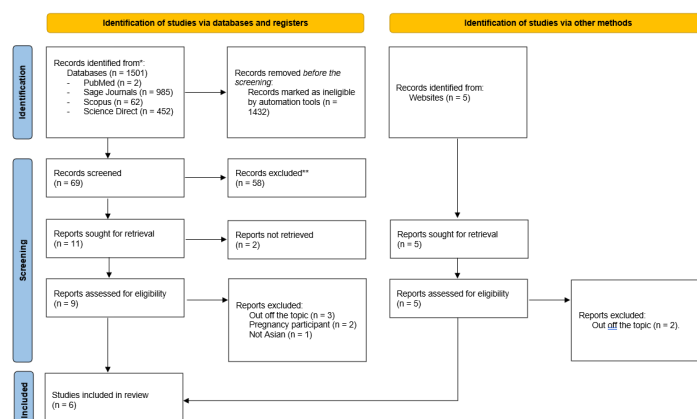 Identification of studies via databases and registers
Identification of studies via other methods
Identification
Records identified from*:
Databases (n = 1501)
- PubMed (n = 2)
- Sage Journals (n = 985)
- Scopus (n = 62)
- Science Direct (n = 452)
Records removed before the
screening:
Records marked as ineligible
by automation tools (n =
1432)
Records identified from:
Websites (n = 5)
Screening
Records screened
(n = 69)
Records excluded**
(n = 58)
Reports sought for retrieval
(n = 11)
Reports not retrieved
(n = 2)
Reports sought for retrieval
(n = 5)
Reports assessed for eligibility
(n = 9)
Reports excluded:
Out off the topic (n = 3)
Pregnancy participant (n = 2)
Not Asian (n = 1)
Reports assessed for eligibility
(n = 5)
Reports excluded:
Out off the topic (n = 2).
Included
Studies included in review
(n = 6)